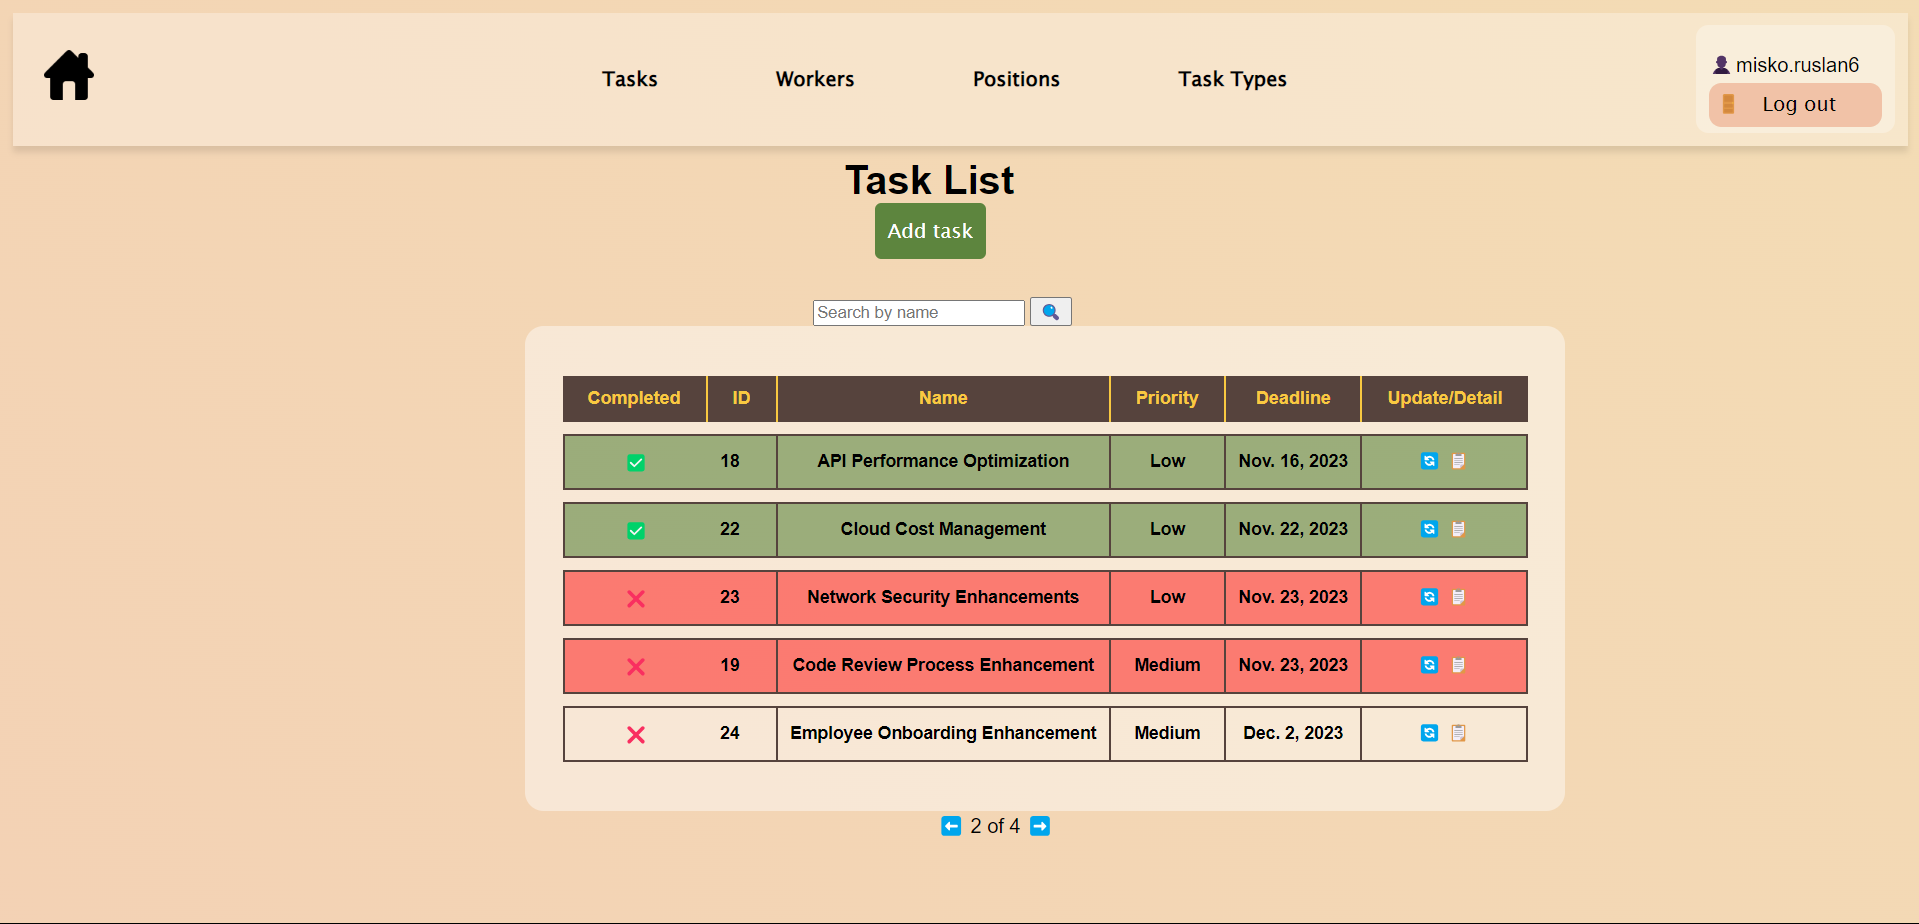 Tasks Workers Positions Task Types
misko.ruslan6
Log out
Task List
Add task
Search by name
Completed ID Name Priority Deadline Update/Detail
18 API Performance Optimization Low Nov. 16, 2023
22 Cloud Cost Management Low Nov. 22, 2023
23 Network Security Enhancements Low Nov. 23, 2023
19 Code Review Process Enhancement Medium Nov. 23, 2023
24 Employee Onboarding Enhancement Medium Dec. 2, 2023
2 of 4